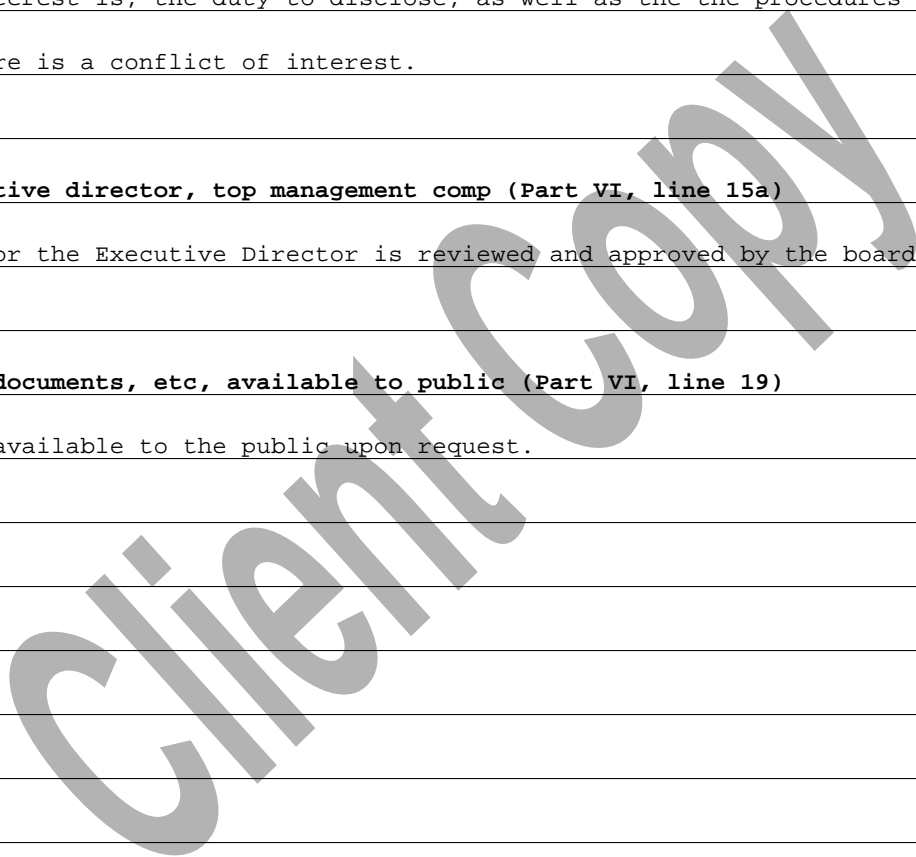 erest is, the duty to disclose, as well as the the procedures
re is a conflict of interest.
tive director, top management comp (Part VI, line 15a)
or the Executive Director is reviewed and approved by the board
documents, etc, available to public (Part VI, line 19)
available to the public upon request.
Client Copy